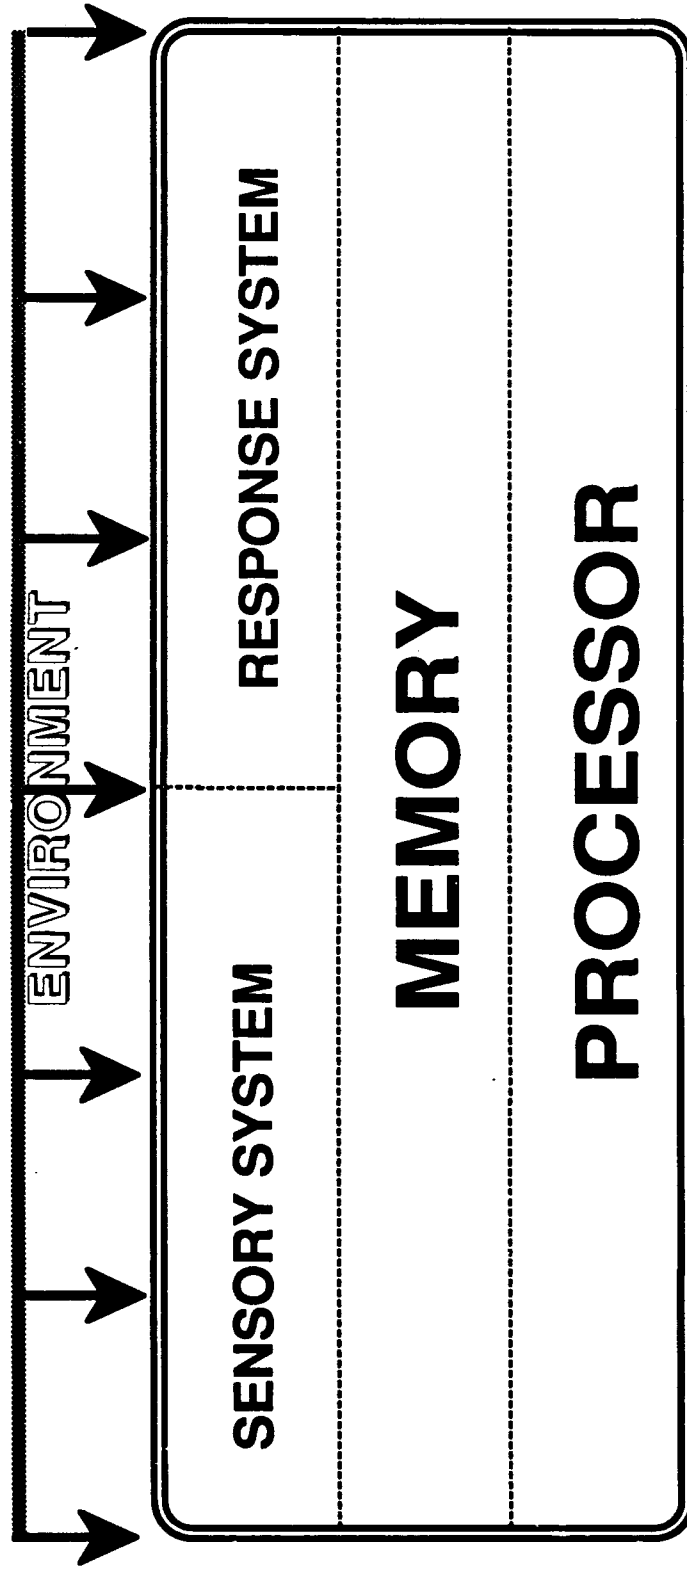 ENVIRONMENT
SENSORY SYSTEM
RESPONSE SYSTEM
MEMORY
PROCESSOR